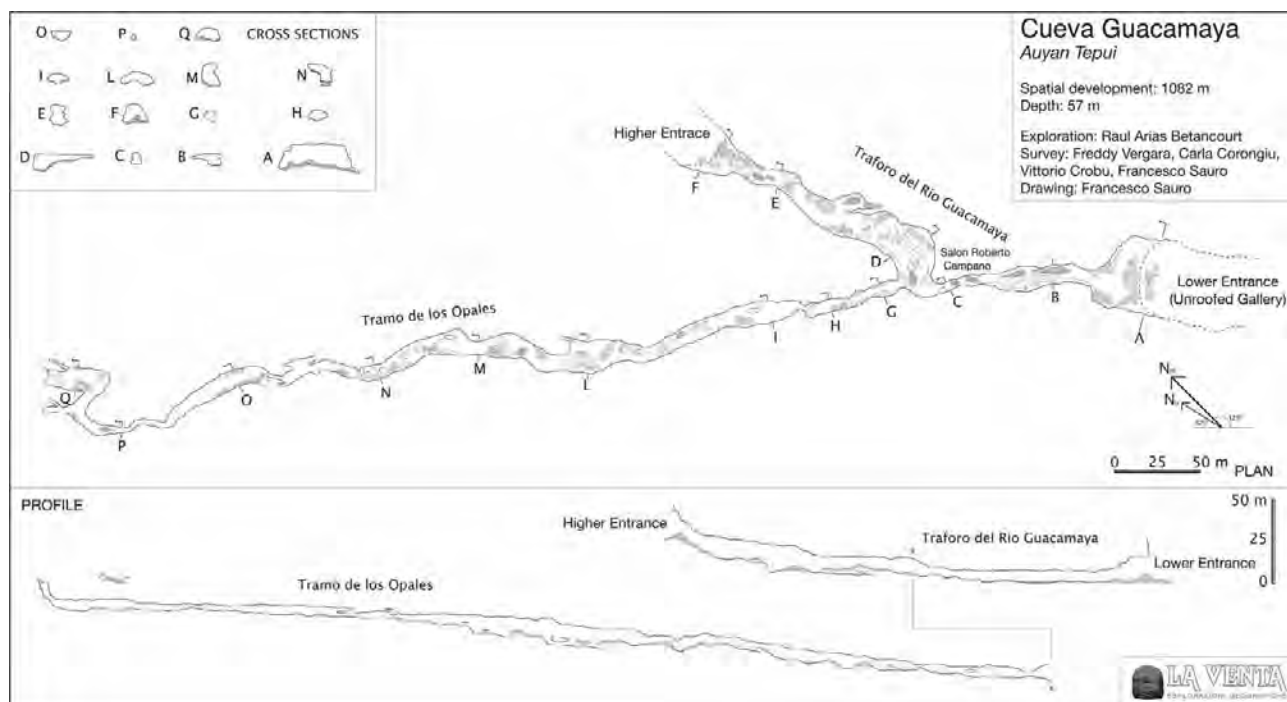 O P Q CROSS SECTIONS
I L M N
E F G H
D C B A
Cueva Guacamaya
Auyan Tepui
Spatial development: 1082 m
Depth: 57 m
Exploration: Raul Arias Betancourt
Survey: Freddy Vergara, Carla Corongiu,
Vittorio Crobu, Francesco Sauro
Drawing: Francesco Sauro
Higher Entrace
Traforo del Rio Guacamaya
F
E
D
Salon Roberto
Campano
C
B
Lower Entrance
(Unroofed Gallery)
A
G
H
I
Tramo de los Opales
L
M
N
O
Q
P
N
N
0 25 50 m PLAN
PROFILE
Higher Entrance
Traforo del Rio Guacamaya
Lower Entrance
50 m
25
0
Tramo de los Opales
LA VENTA